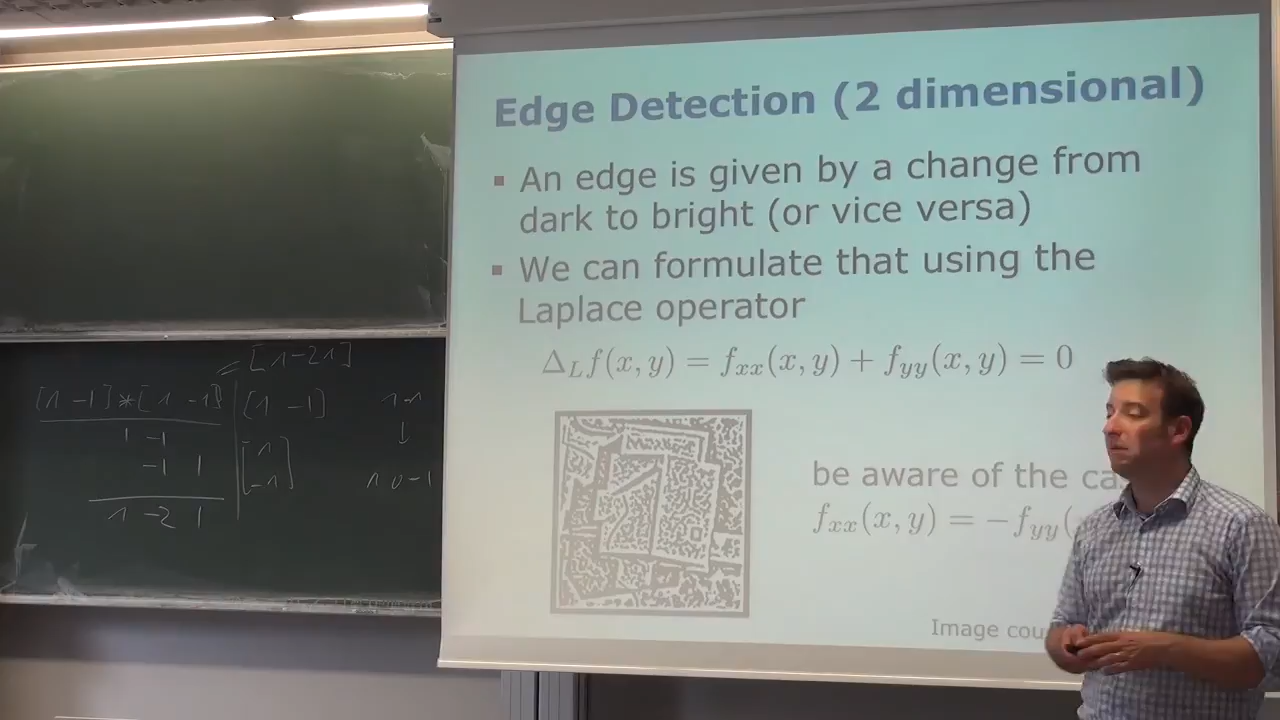 Edge Detection (2 dimensional)
▪ An edge is given by a change from
dark to bright (or vice versa)
▪ We can formulate that using the
Laplace operator
Δ_L f(x, y) = f_xx(x, y) + f_yy(x, y) = 0
be aware of the
f_xx(x, y) = −f_yy(
Image
= [1 -2 1]
[1 -1] * [1 -1]
1 -1
-1 1
1 -2 1
[1 -1]
[1
-1]
↓
1 0 -1